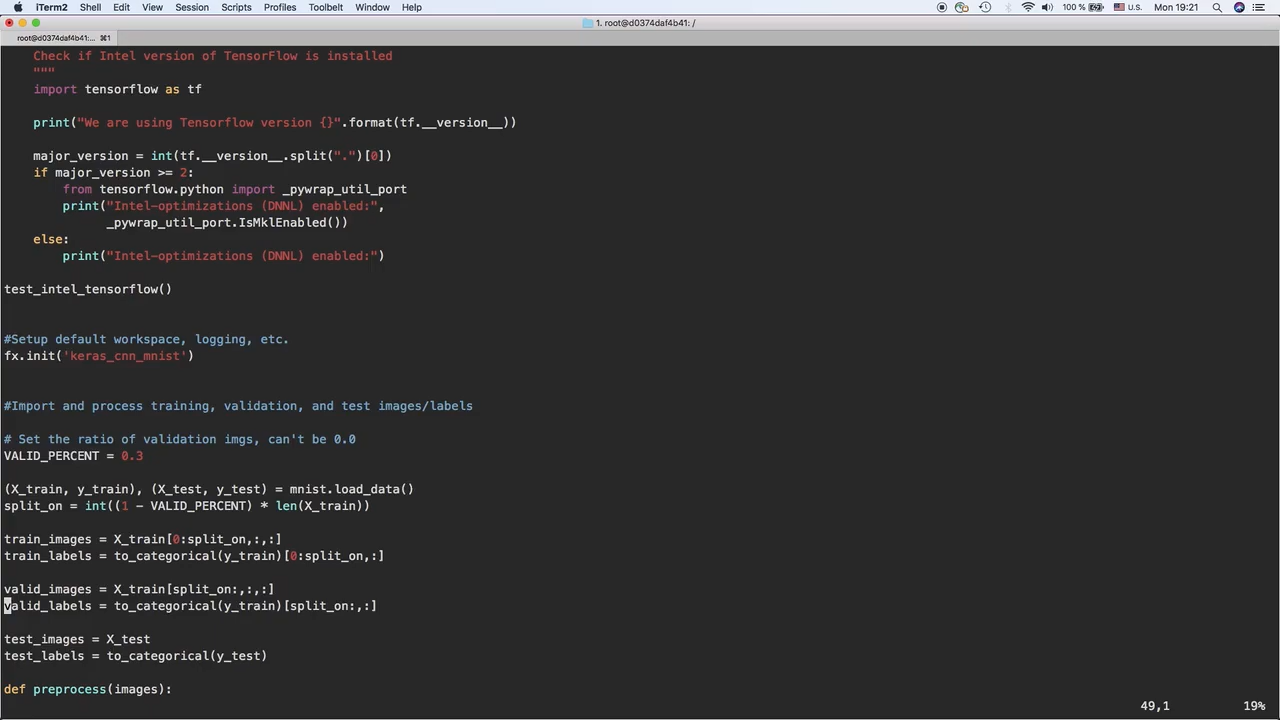 iTerm2 Shell Edit View Session Scripts Profiles Toolbelt Window Help 100% U.S. Mon 19:21
1. root@d0374daf4b41: /
root@d0374daf4b41:... ⌘1
    Check if Intel version of TensorFlow is installed
    """
    import tensorflow as tf
    print("We are using Tensorflow version {}".format(tf.__version__))
    major_version = int(tf.__version__.split(".")[0])
    if major_version >= 2:
        from tensorflow.python import _pywrap_util_port
        print("Intel-optimizations (DNNL) enabled:",
              _pywrap_util_port.IsMklEnabled())
    else:
        print("Intel-optimizations (DNNL) enabled:")
test_intel_tensorflow()
#Setup default workspace, logging, etc.
fx.init('keras_cnn_mnist')
#Import and process training, validation, and test images/labels
# Set the ratio of validation imgs, can't be 0.0
VALID_PERCENT = 0.3
(X_train, y_train), (X_test, y_test) = mnist.load_data()
split_on = int((1 - VALID_PERCENT) * len(X_train))
train_images = X_train[0:split_on,:,:]
train_labels = to_categorical(y_train)[0:split_on,:]
valid_images = X_train[split_on:,:,:]
valid_labels = to_categorical(y_train)[split_on:,:]
test_images = X_test
test_labels = to_categorical(y_test)
def preprocess(images):
49,1 19%